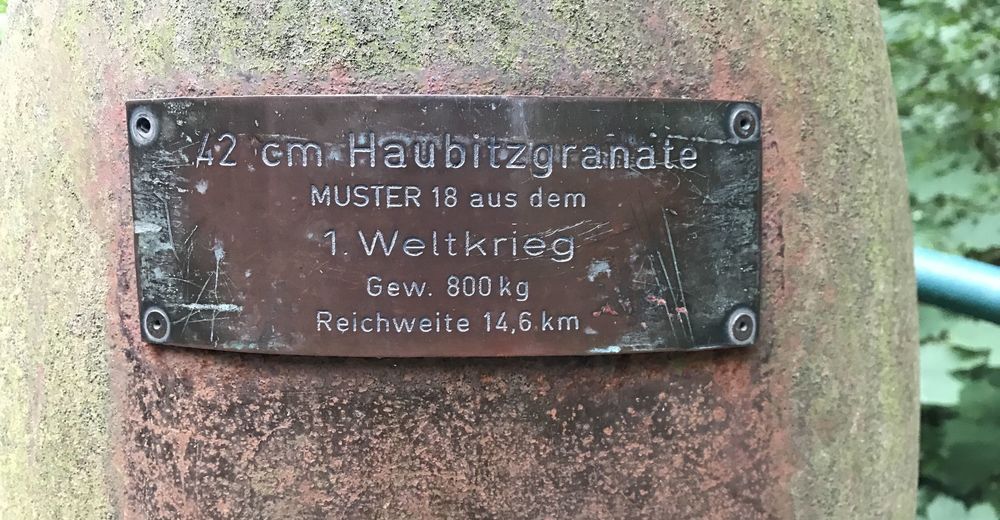 42 cm Haubitzgranate
MUSTER 18 aus dem
1. Weltkrieg
Gew. 800 kg
Reichweite 14,6 km